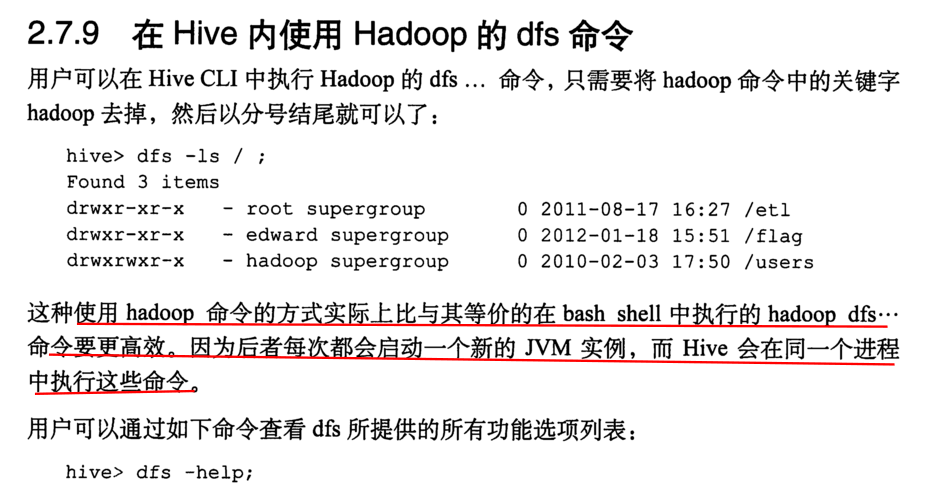 2.7.9 在 Hive 内使用 Hadoop 的 dfs 命令
用户可以在 Hive CLI 中执行 Hadoop 的 dfs … 命令，只需要将 hadoop 命令中的关键字
hadoop 去掉，然后以分号结尾就可以了：
hive> dfs -ls / ;
Found 3 items
drwxr-xr-x - root supergroup 0 2011-08-17 16:27 /etl
drwxr-xr-x - edward supergroup 0 2012-01-18 15:51 /flag
drwxrwxr-x - hadoop supergroup 0 2010-02-03 17:50 /users
这种使用 hadoop 命令的方式实际上比与其等价的在 bash shell 中执行的 hadoop dfs…
命令要更高效。因为后者每次都会启动一个新的 JVM 实例，而 Hive 会在同一个进程
中执行这些命令。
用户可以通过如下命令查看 dfs 所提供的所有功能选项列表：
hive> dfs -help;